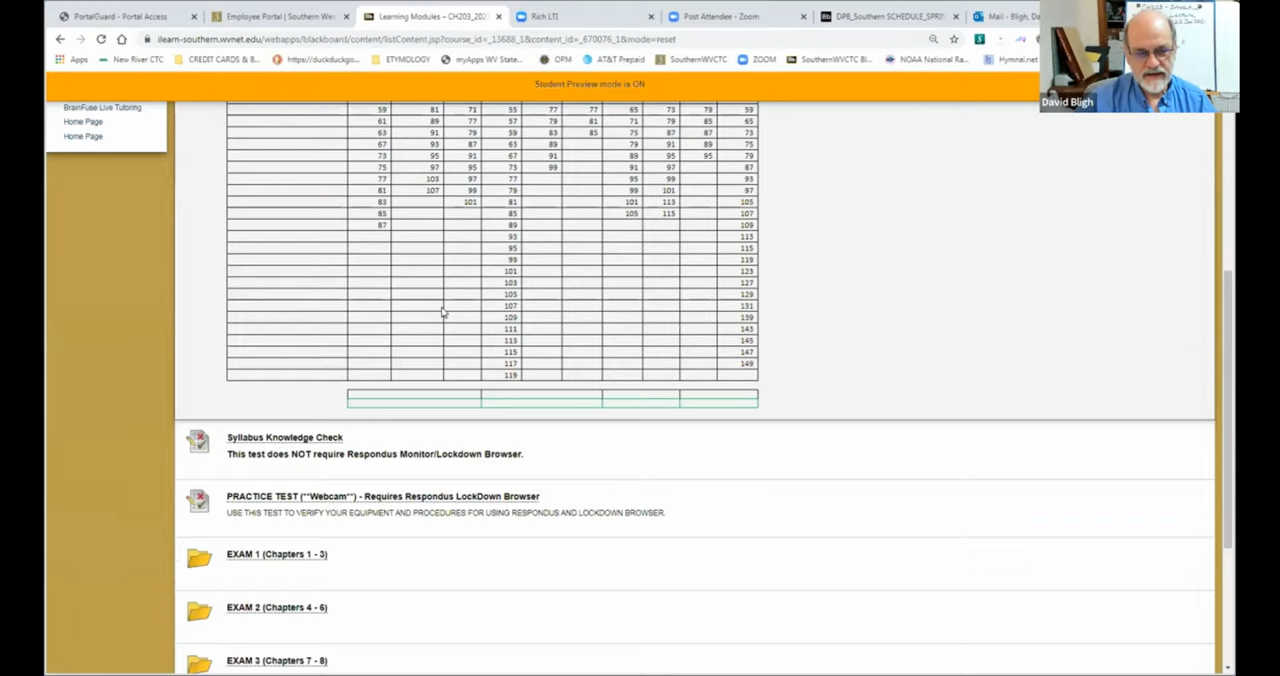 PortalGuard - Portal Access
Employee Portal | Southern Wes
Learning Modules – CH203_202
Rich LTI
Post Attendee - Zoom
DPB_Southern SCHEDULE_SPRI
Mail - Bligh, Da
ilearn-southern.wvnet.edu/webapps/blackboard/content/listContent.jsp?course_id=_13688_1&content_id=_670076_1&mode=reset
Apps
New River CTC
CREDIT CARDS & B...
https://duckduckgo...
ETYMOLOGY
myApps WV State...
OPM
AT&T Prepaid
SouthernWVCTC
ZOOM
SouthernWVCTC Bl...
NOAA National Ra...
Hymnal.net
David Bligh
Student Preview mode is ON
BrainFuse Live Tutoring
Home Page
Home Page
59 81 71 55 77 77 65 73 79 59
61 89 77 57 79 81 71 79 85 65
63 91 79 59 83 85 75 87 87 73
67 93 87 63 89 79 91 89 75
73 95 91 67 91 89 95 95 79
75 97 95 73 99 91 97 87
77 103 97 77 95 99 93
81 107 99 79 99 101 97
83 101 81 101 113 105
85 85 105 115 107
87 89 109
93 113
95 115
99 119
101 123
103 127
105 129
107 131
109 139
111 143
113 145
115 147
117 149
119
Syllabus Knowledge Check
This test does NOT require Respondus Monitor/Lockdown Browser.
PRACTICE TEST (**Webcam**) - Requires Respondus LockDown Browser
USE THIS TEST TO VERIFY YOUR EQUIPMENT AND PROCEDURES FOR USING RESPONDUS AND LOCKDOWN BROWSER.
EXAM 1 (Chapters 1 - 3)
EXAM 2 (Chapters 4 - 6)
EXAM 3 (Chapters 7 - 8)